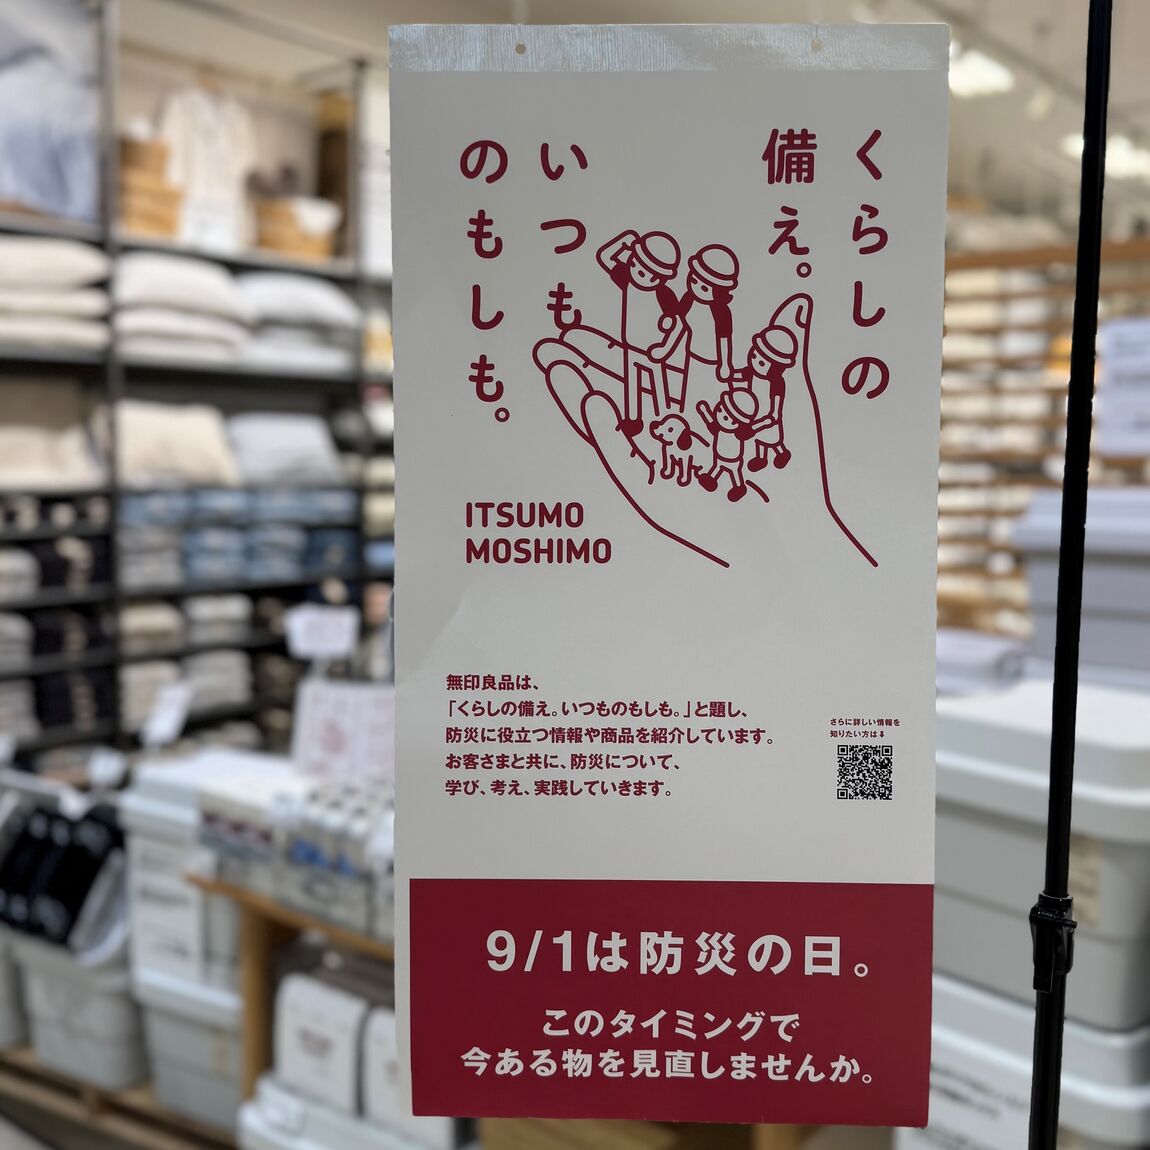 くらしの
備え。
いつも
のもしも。
ITSUMO
MOSHIMO
無印良品は、
「くらしの備え。いつものもしも。」と題し、
防災に役立つ情報や商品を紹介しています。
お客さまと共に、防災について、
学び、考え、実践していきます。
さらに詳しい情報を
知りたい方は⬇
9/1は防災の日。
このタイミングで
今ある物を見直しませんか。